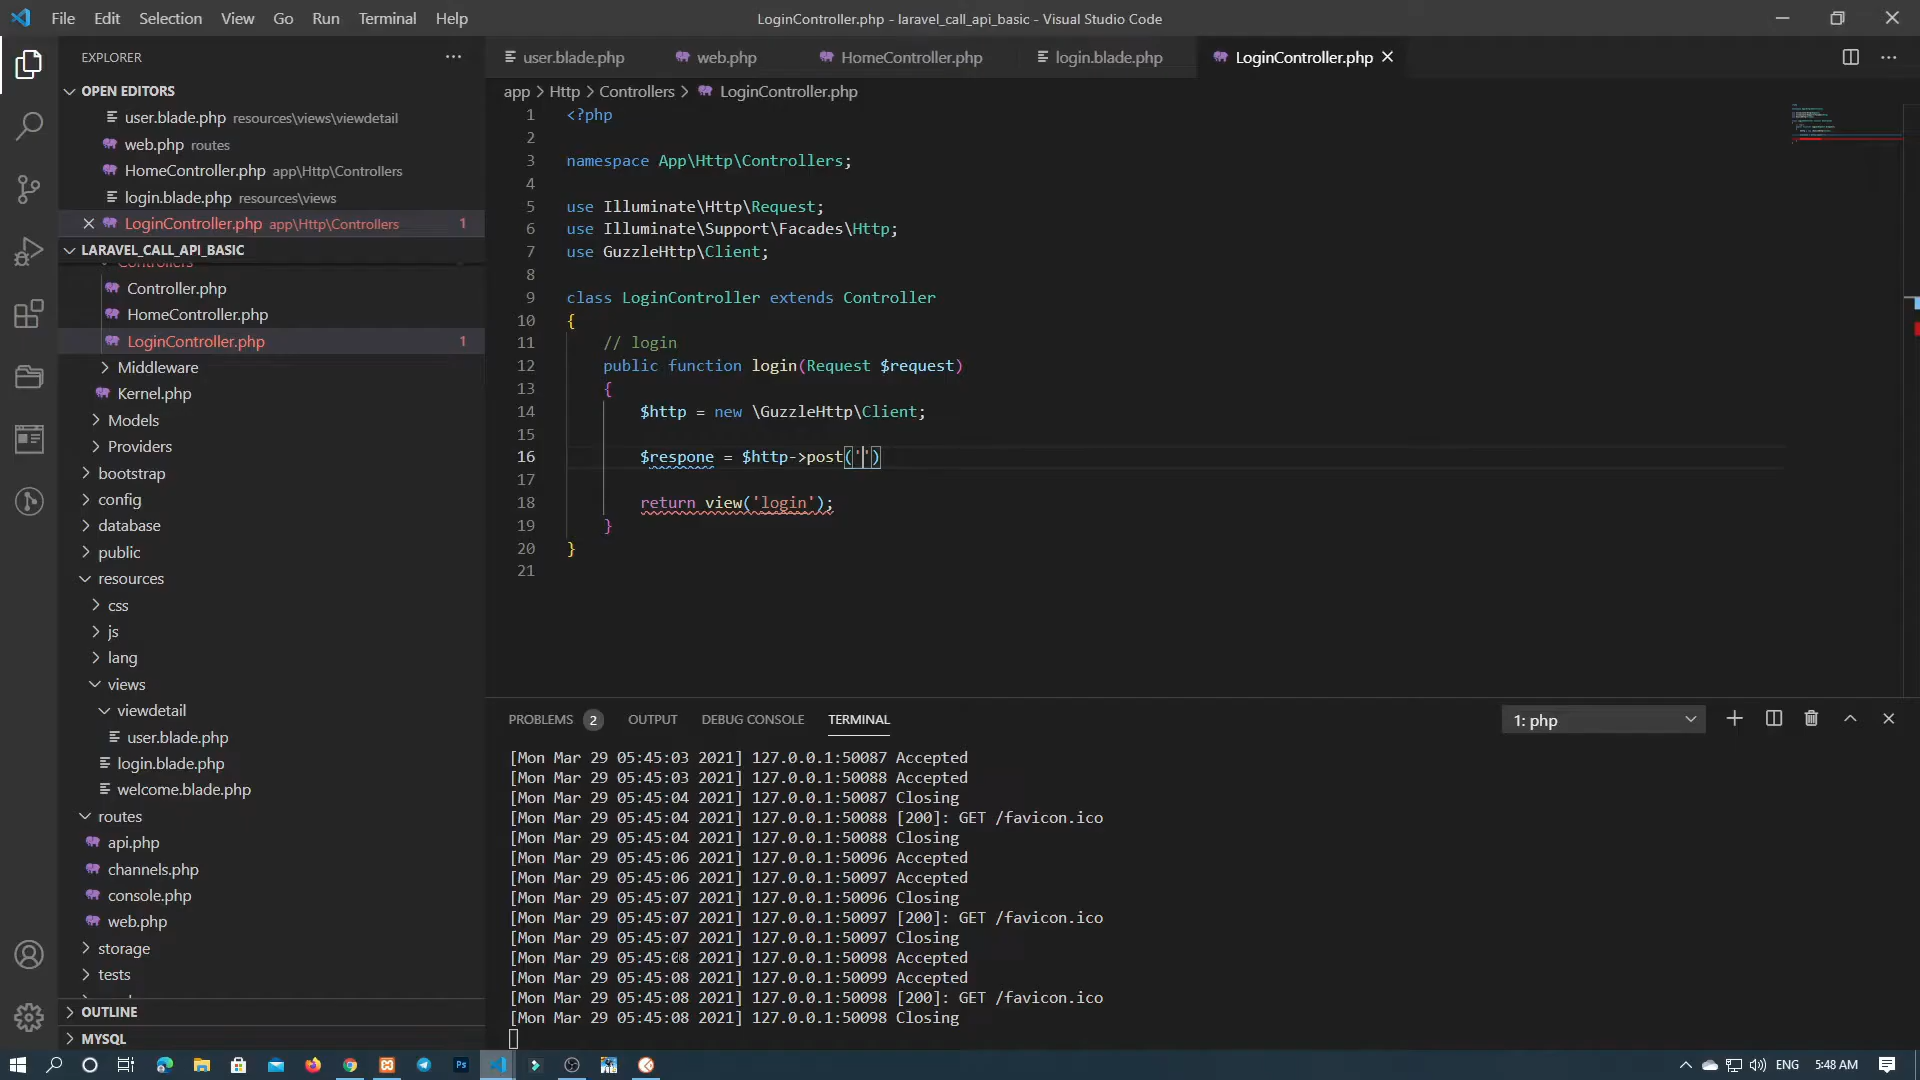 File Edit Selection View Go Run Terminal Help
LoginController.php - laravel_call_api_basic - Visual Studio Code
EXPLORER
OPEN EDITORS
user.blade.php resources\views\viewdetail
web.php routes
HomeController.php app\Http\Controllers
login.blade.php resources\views
LoginController.php app\Http\Controllers 1
LARAVEL_CALL_API_BASIC
Controllers
Controller.php
HomeController.php
LoginController.php 1
Middleware
Kernel.php
Models
Providers
bootstrap
config
database
public
resources
css
js
lang
views
viewdetail
user.blade.php
login.blade.php
welcome.blade.php
routes
api.php
channels.php
console.php
web.php
storage
tests
OUTLINE
MYSQL
user.blade.php web.php HomeController.php login.blade.php LoginController.php
app > Http > Controllers > LoginController.php
1 <?php
2
3 namespace App\Http\Controllers;
4
5 use Illuminate\Http\Request;
6 use Illuminate\Support\Facades\Http;
7 use GuzzleHttp\Client;
8
9 class LoginController extends Controller
10 {
11 // login
12 public function login(Request $request)
13 {
14 $http = new \GuzzleHttp\Client;
15
16 $respone = $http->post('')
17
18 return view('login');
19 }
20 }
21
PROBLEMS 2 OUTPUT DEBUG CONSOLE TERMINAL
1: php
[Mon Mar 29 05:45:03 2021] 127.0.0.1:50087 Accepted
[Mon Mar 29 05:45:03 2021] 127.0.0.1:50088 Accepted
[Mon Mar 29 05:45:04 2021] 127.0.0.1:50087 Closing
[Mon Mar 29 05:45:04 2021] 127.0.0.1:50088 [200]: GET /favicon.ico
[Mon Mar 29 05:45:04 2021] 127.0.0.1:50088 Closing
[Mon Mar 29 05:45:06 2021] 127.0.0.1:50096 Accepted
[Mon Mar 29 05:45:06 2021] 127.0.0.1:50097 Accepted
[Mon Mar 29 05:45:07 2021] 127.0.0.1:50096 Closing
[Mon Mar 29 05:45:07 2021] 127.0.0.1:50097 [200]: GET /favicon.ico
[Mon Mar 29 05:45:07 2021] 127.0.0.1:50097 Closing
[Mon Mar 29 05:45:08 2021] 127.0.0.1:50098 Accepted
[Mon Mar 29 05:45:08 2021] 127.0.0.1:50099 Accepted
[Mon Mar 29 05:45:08 2021] 127.0.0.1:50098 [200]: GET /favicon.ico
[Mon Mar 29 05:45:08 2021] 127.0.0.1:50098 Closing
Ps
ENG 5:48 AM